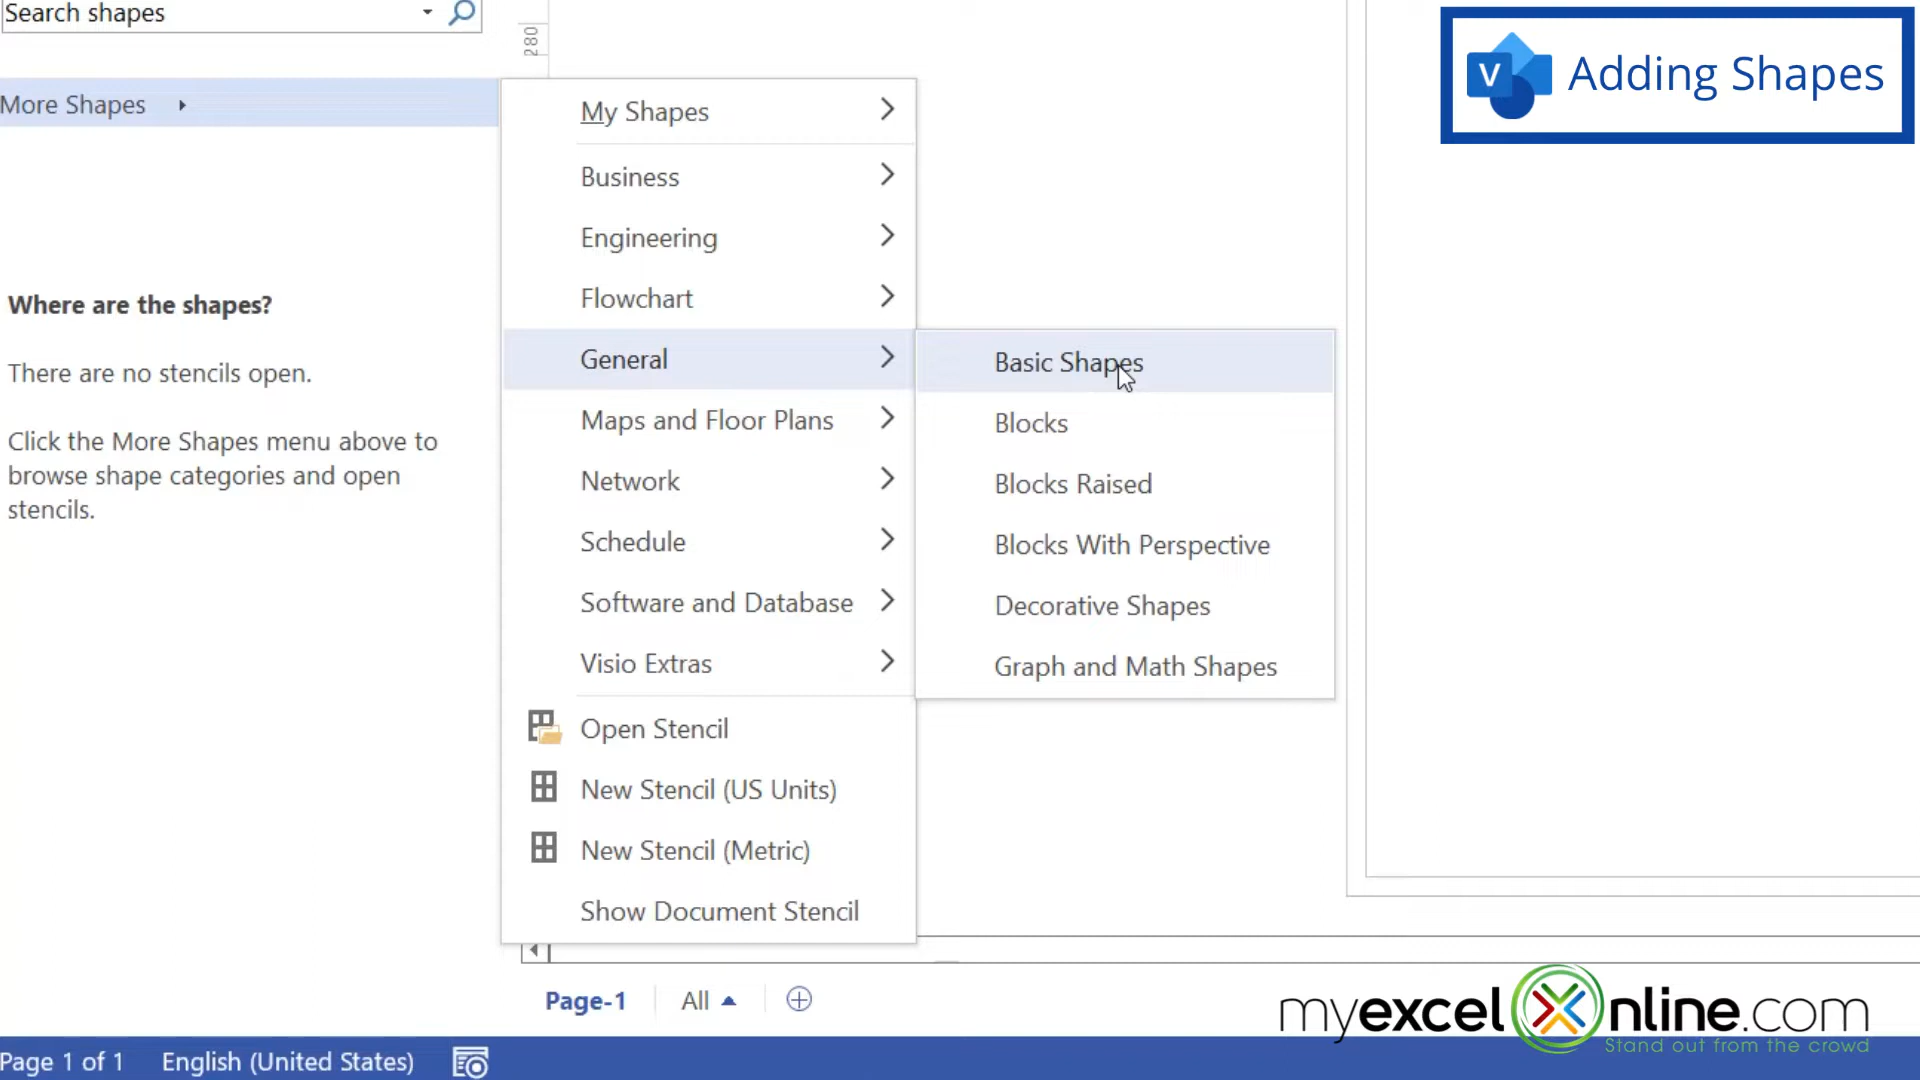 Search shapes
280
V Adding Shapes
More Shapes
My Shapes
Business
Engineering
Flowchart
General
Maps and Floor Plans
Network
Schedule
Software and Database
Visio Extras
Open Stencil
New Stencil (US Units)
New Stencil (Metric)
Show Document Stencil
Basic Shapes
Blocks
Blocks Raised
Blocks With Perspective
Decorative Shapes
Graph and Math Shapes
Where are the shapes?
There are no stencils open.
Click the More Shapes menu above to
browse shape categories and open
stencils.
Page-1
All
myexcelOnline.com
Stand out from the crowd
Page 1 of 1
English (United States)